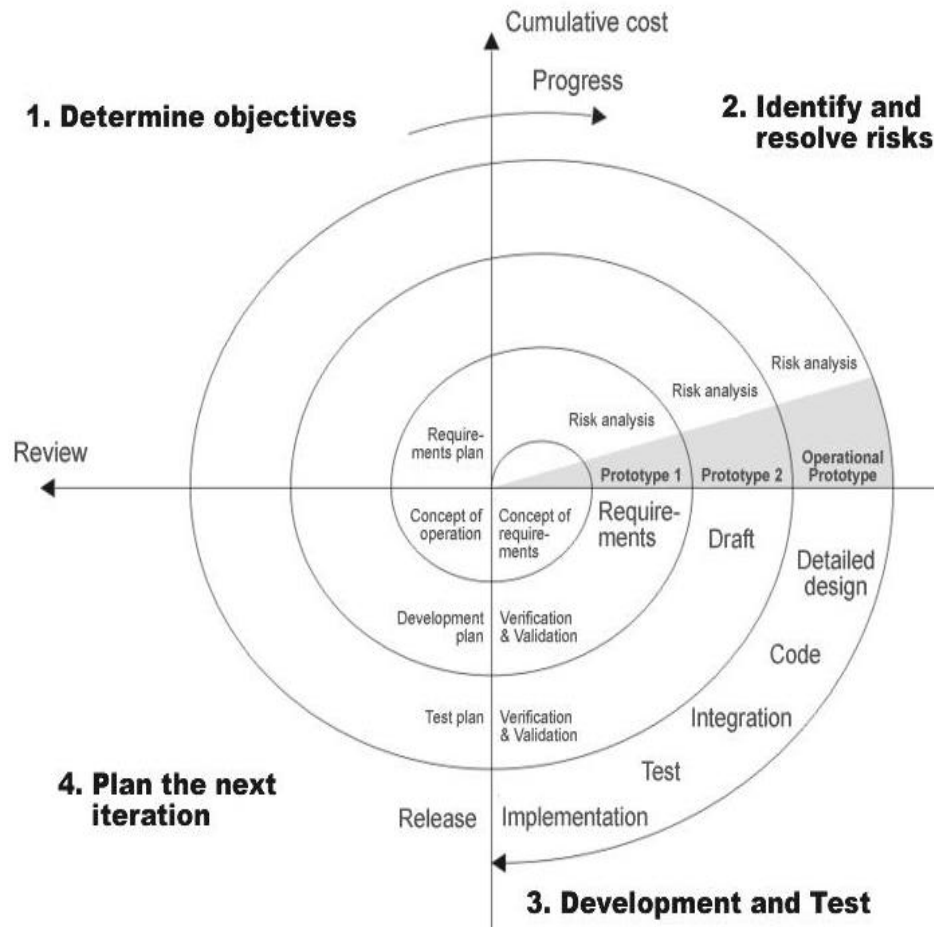 Cumulative cost
Progress
1. Determine objectives
2. Identify and
resolve risks
Risk analysis
Risk analysis
Risk analysis
Require-
ments plan
Review
Prototype 1
Prototype 2
Operational
Prototype
Concept of
operation
Concept of
require-
ments
Require-
ments
Draft
Detailed
design
Development
plan
Verification
& Validation
Code
Test plan
Verification
& Validation
Integration
Test
4. Plan the next
iteration
Release
Implementation
3. Development and Test